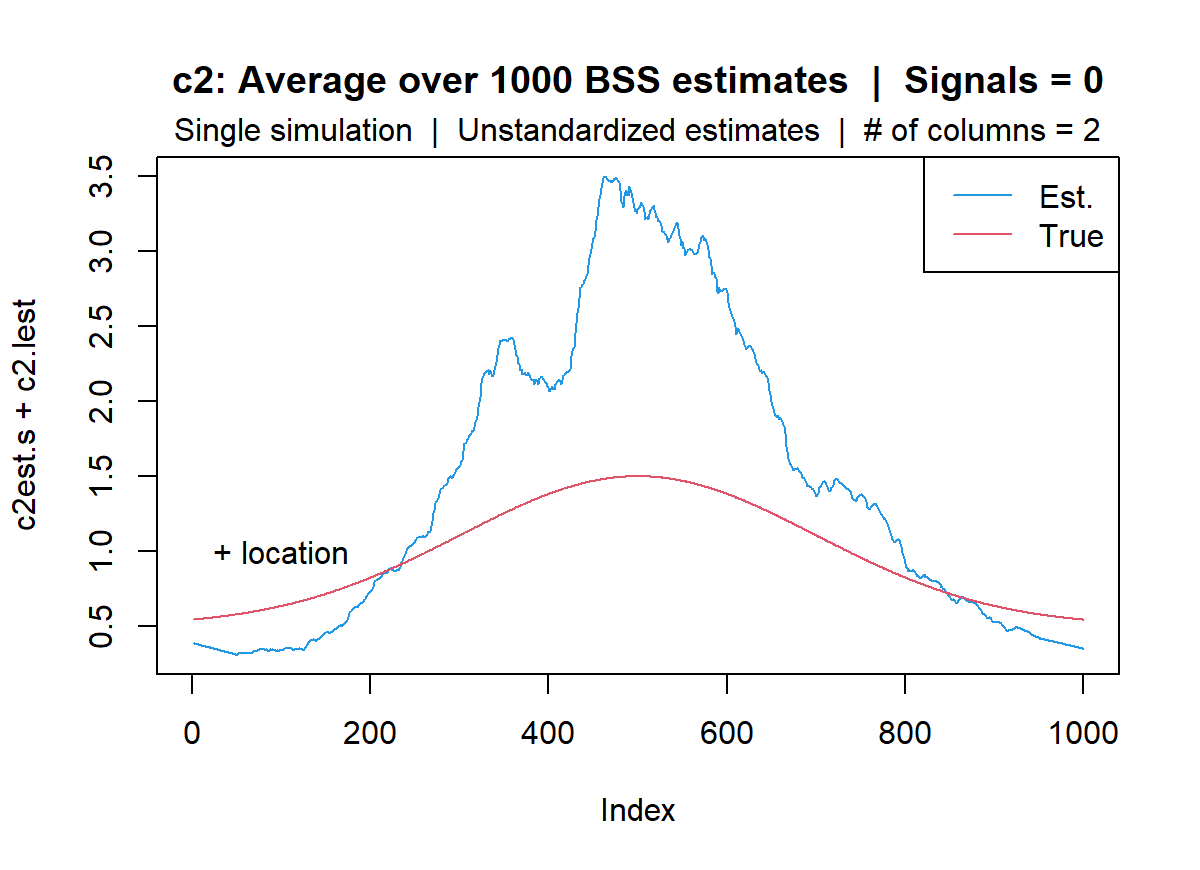 c2: Average over 1000 BSS estimates | Signals = 0
Single simulation | Unstandardized estimates | # of columns = 2
c2est.s + c2.lest
3.5
3.0
2.5
2.0
1.5
1.0
0.5
Est.
True
+ location
0 200 400 600 800 1000
Index